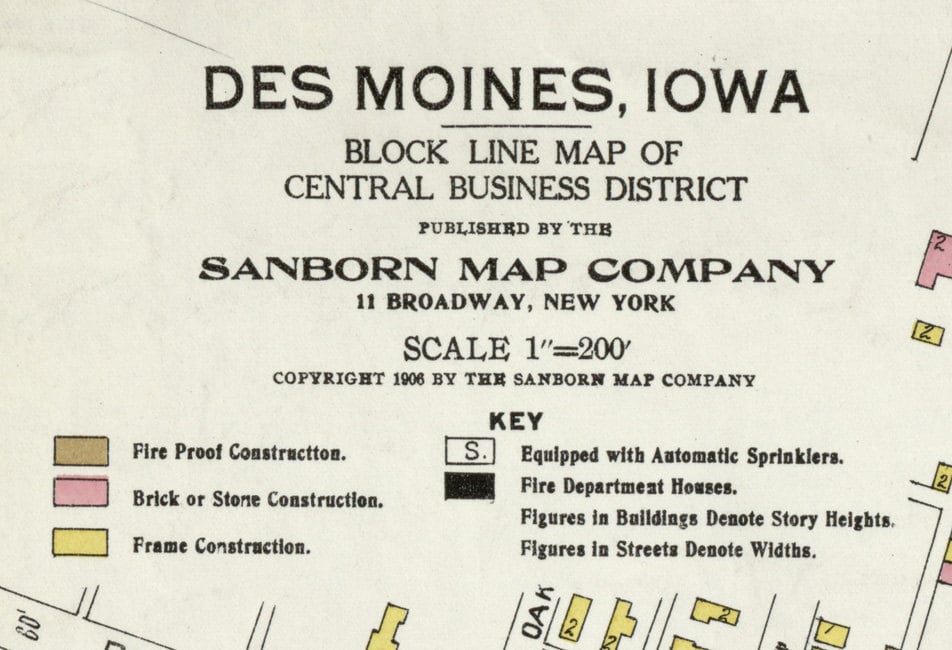 DES MOINES, IOWA
BLOCK LINE MAP OF
CENTRAL BUSINESS DISTRICT
PUBLISHED BY THE
SANBORN MAP COMPANY
11 BROADWAY, NEW YORK
SCALE 1"=200'
COPYRIGHT 1906 BY THE SANBORN MAP COMPANY
KEY
Fire Proof Constructton.
Brick or Stone Construction.
Frame Construction.
S.
Equipped with Automatic Sprinklers.
Fire Department Houses.
Figures in Buildings Denote Story Heights.
Figures in Streets Denote Widths.
2
2
2
60'
OAK
2
2
2
1